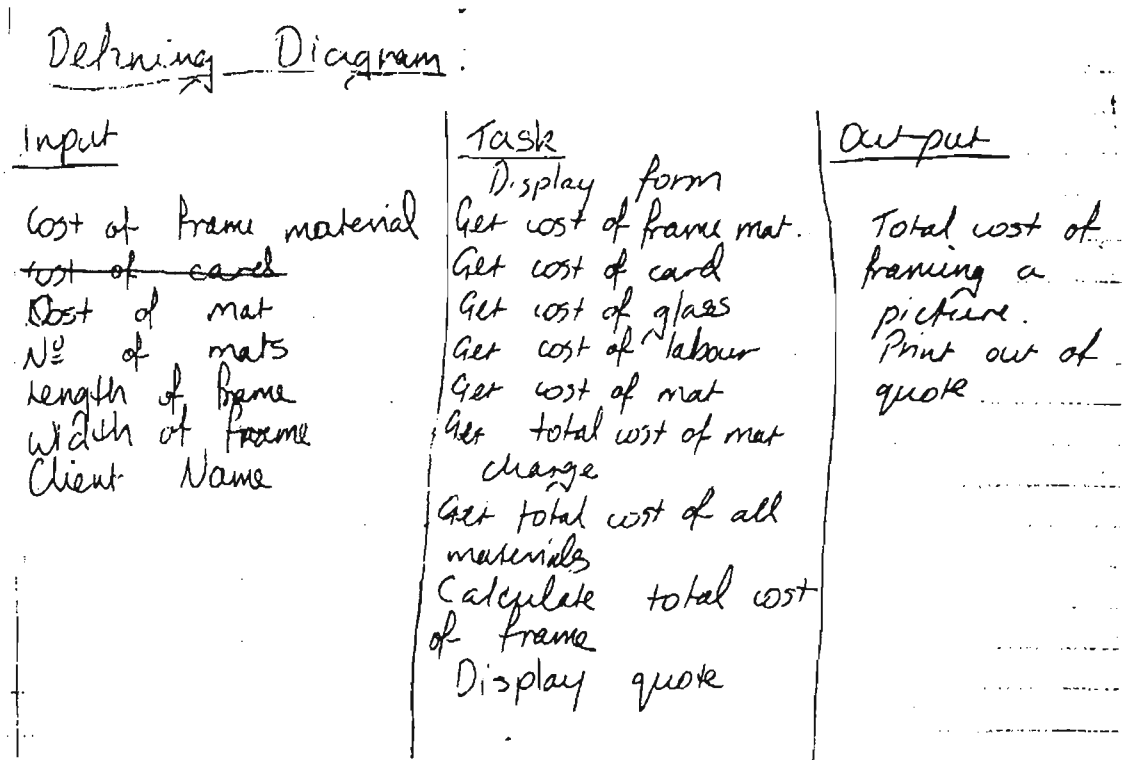 Defining Diagram:
Input
Cost of frame material
cost of card
Cost of mat
Nº of mats
Length of frame
Width of frame
Client Name
Task
Display form
Get cost of frame mat.
Get cost of card
Get cost of glass
Get cost of labour
Get cost of mat
Get total cost of mat
change
Get total cost of all
materials
Calculate total cost
of frame
Display quote
Output
Total cost of
framing a
picture.
Print out of
quote